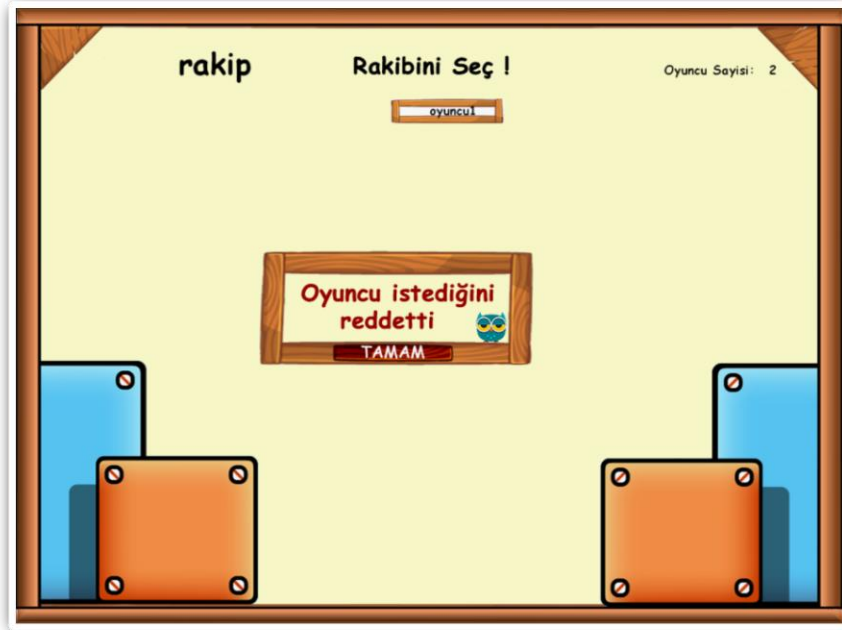 rakip
Rakibini Seç !
Oyuncu Sayisi: 2
oyuncu1
Oyuncu istediğini
reddetti
TAMAM